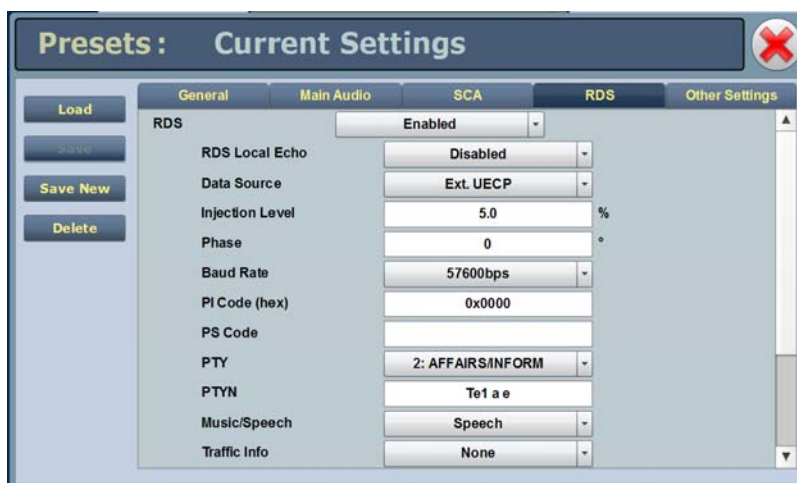 Presets: Current Settings
Load
Save
Save New
Delete
General Main Audio SCA RDS Other Settings
RDS Enabled
RDS Local Echo Disabled
Data Source Ext. UECP
Injection Level 5.0 %
Phase 0 °
Baud Rate 57600bps
PI Code (hex) 0x0000
PS Code
PTY 2: AFFAIRS/INFORM
PTYN Te1 a e
Music/Speech Speech
Traffic Info None